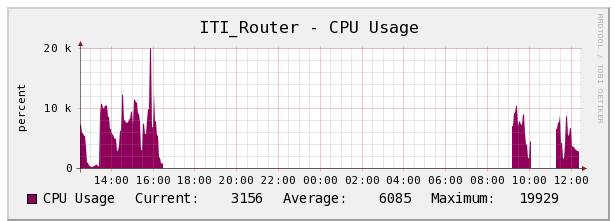 ITI_Router - CPU Usage
RRDTOOL / TOBI OETIKER
percent
20 k
10 k
0
14:00 16:00 18:00 20:00 22:00 00:00 02:00 04:00 06:00 08:00 10:00 12:00
CPU Usage Current: 3156 Average: 6085 Maximum: 19929